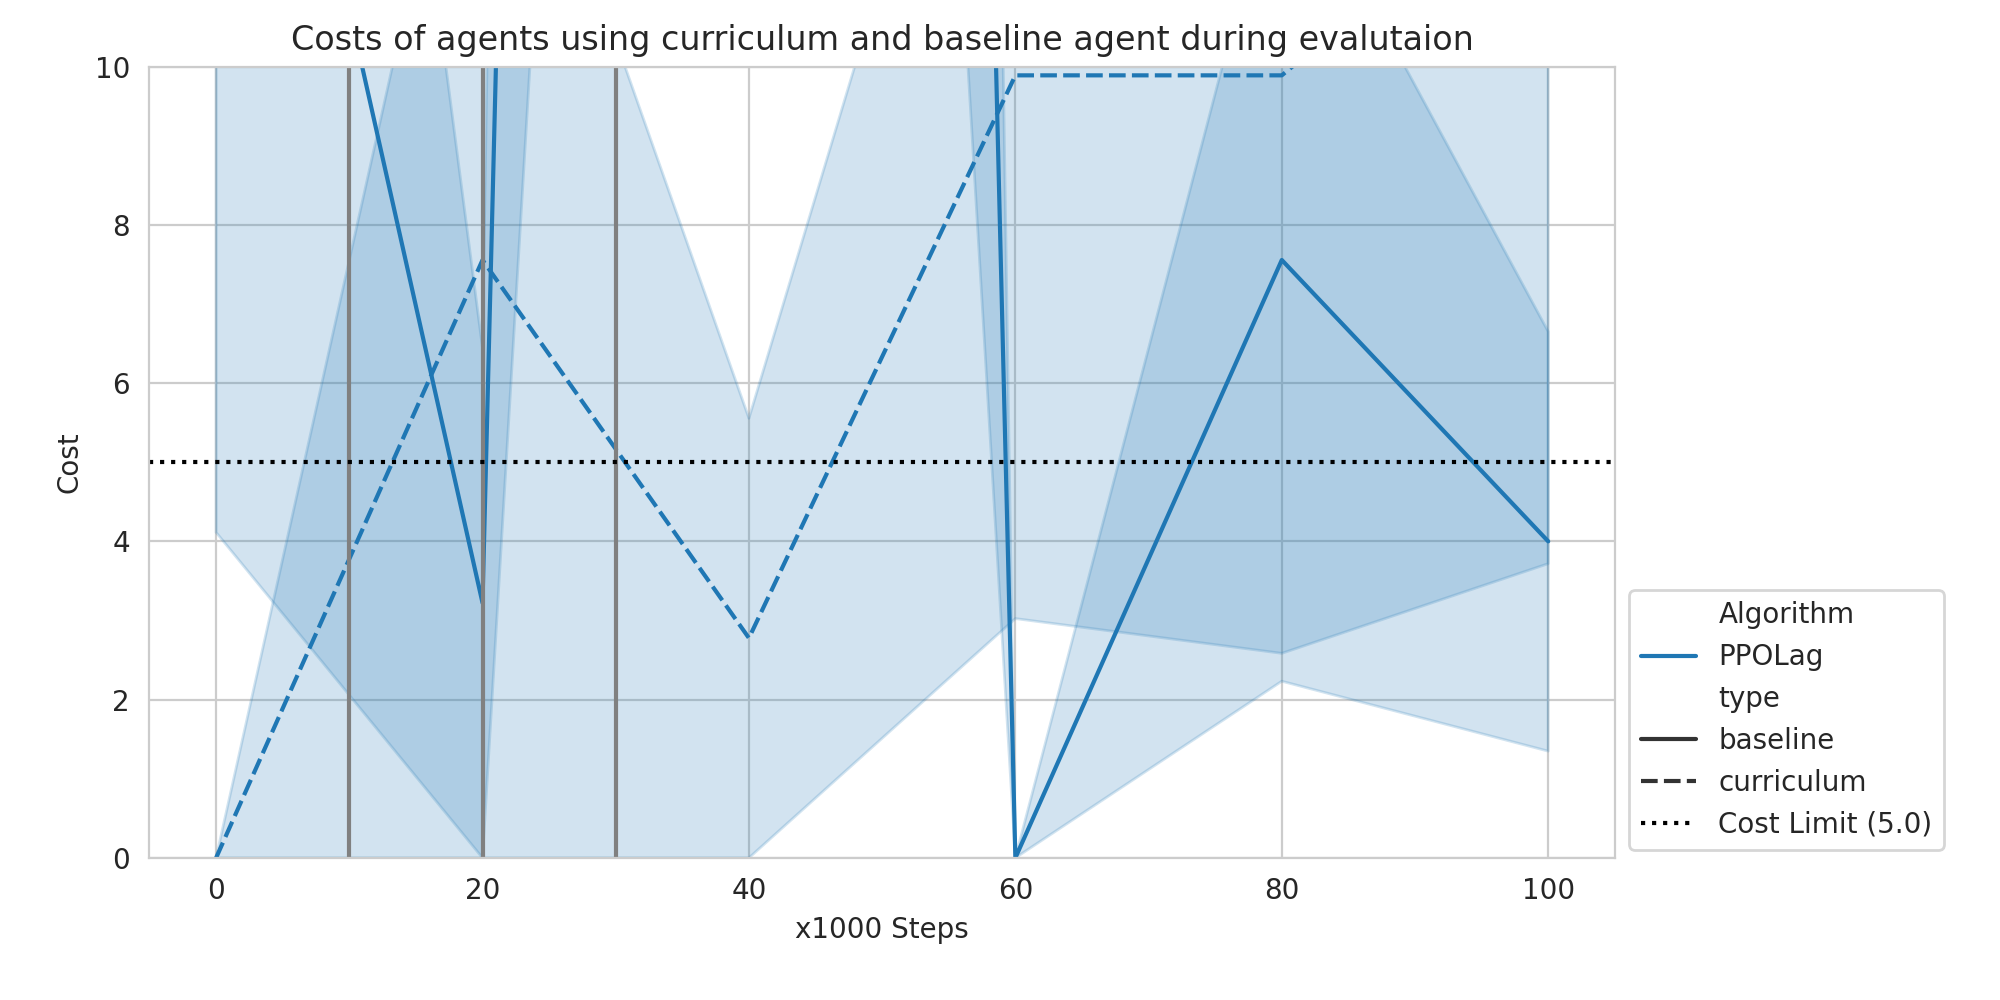 Costs of agents using curriculum and baseline agent during evalutaion
10
8
6
4
2
0
Cost
0 20 40 60 80 100
x1000 Steps
Algorithm
PPOLag
type
baseline
curriculum
Cost Limit (5.0)